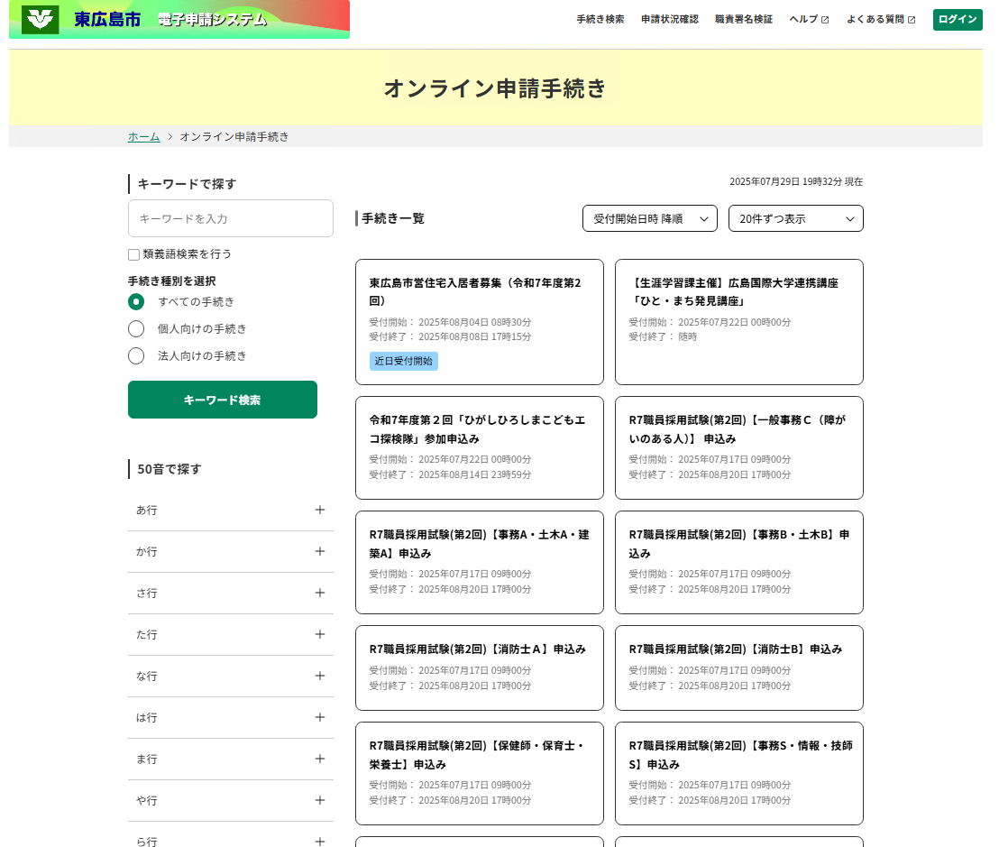 東広島市 電子申請システム
手続き検索 申請状況確認 職責署名検証 ヘルプ よくある質問 ログイン
オンライン申請手続き
ホーム > オンライン申請手続き
キーワードで探す
キーワードを入力
類義語検索を行う
手続き種別を選択
すべての手続き
個人向けの手続き
法人向けの手続き
キーワード検索
50音で探す
あ行
か行
さ行
た行
な行
は行
ま行
や行
ら行
2025年07月29日 19時32分 現在
手続き一覧
受付開始日時 降順
20件ずつ表示
東広島市営住宅入居者募集（令和7年度第2
回）
受付開始： 2025年08月04日 08時30分
受付終了： 2025年08月08日 17時15分
近日受付開始
【生涯学習課主催】広島国際大学連携講座
「ひと・まち発見講座」
受付開始： 2025年07月22日 00時00分
受付終了： 随時
令和7年度第２回「ひがしひろしまこどもエ
コ探検隊」参加申込み
受付開始： 2025年07月22日 00時00分
受付終了： 2025年08月14日 23時59分
R7職員採用試験(第2回)【一般事務Ｃ（障が
いのある人）】 申込み
受付開始： 2025年07月17日 09時00分
受付終了： 2025年08月20日 17時00分
R7職員採用試験(第2回)【事務A・土木A・建
築A】申込み
受付開始： 2025年07月17日 09時00分
受付終了： 2025年08月20日 17時00分
R7職員採用試験(第2回)【事務B・土木B】申
込み
受付開始： 2025年07月17日 09時00分
受付終了： 2025年08月20日 17時00分
R7職員採用試験(第2回)【消防士Ａ】申込み
受付開始： 2025年07月17日 09時00分
受付終了： 2025年08月20日 17時00分
R7職員採用試験(第2回)【消防士B】申込み
受付開始： 2025年07月17日 09時00分
受付終了： 2025年08月20日 17時00分
R7職員採用試験(第2回)【保健師・保育士・
栄養士】申込み
受付開始： 2025年07月17日 09時00分
受付終了： 2025年08月20日 17時00分
R7職員採用試験(第2回)【事務S・情報・技師
S】申込み
受付開始： 2025年07月17日 09時00分
受付終了： 2025年08月20日 17時00分